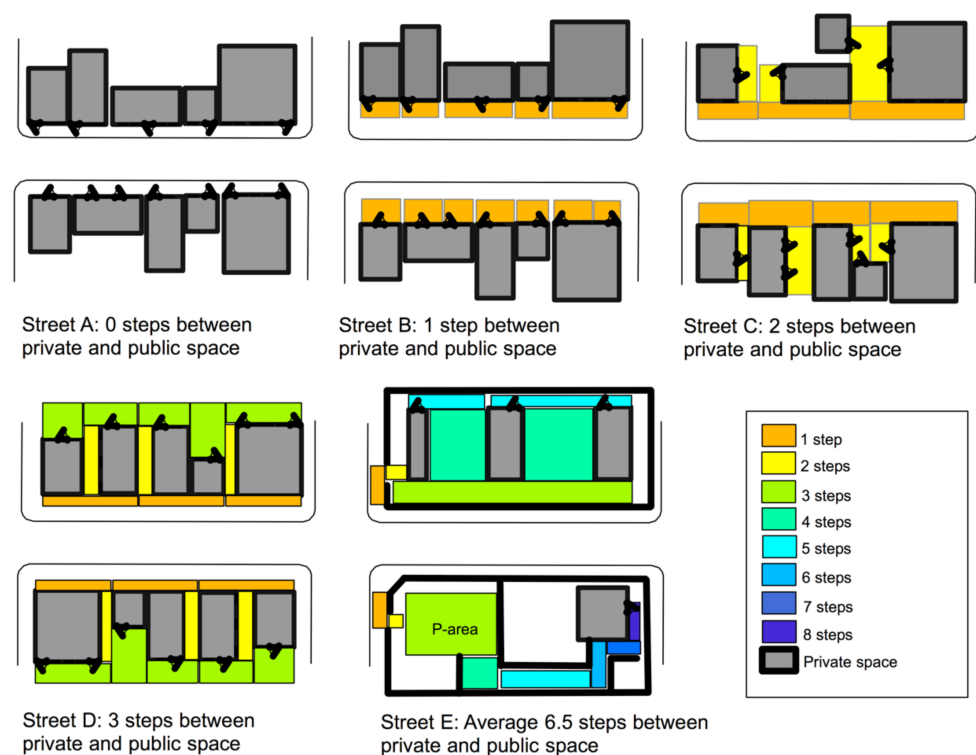 Street A: 0 steps between
private and public space
Street B: 1 step between
private and public space
Street C: 2 steps between
private and public space
1 step
2 steps
3 steps
4 steps
5 steps
6 steps
7 steps
8 steps
Private space
P-area
Street D: 3 steps between
private and public space
Street E: Average 6.5 steps between
private and public space